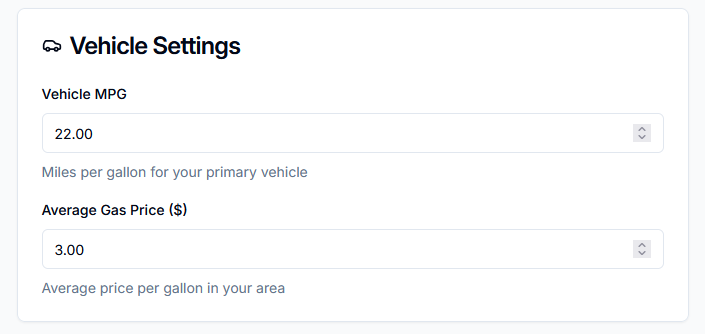 Vehicle Settings
Vehicle MPG
22.00
Miles per gallon for your primary vehicle
Average Gas Price ($)
3.00
Average price per gallon in your area